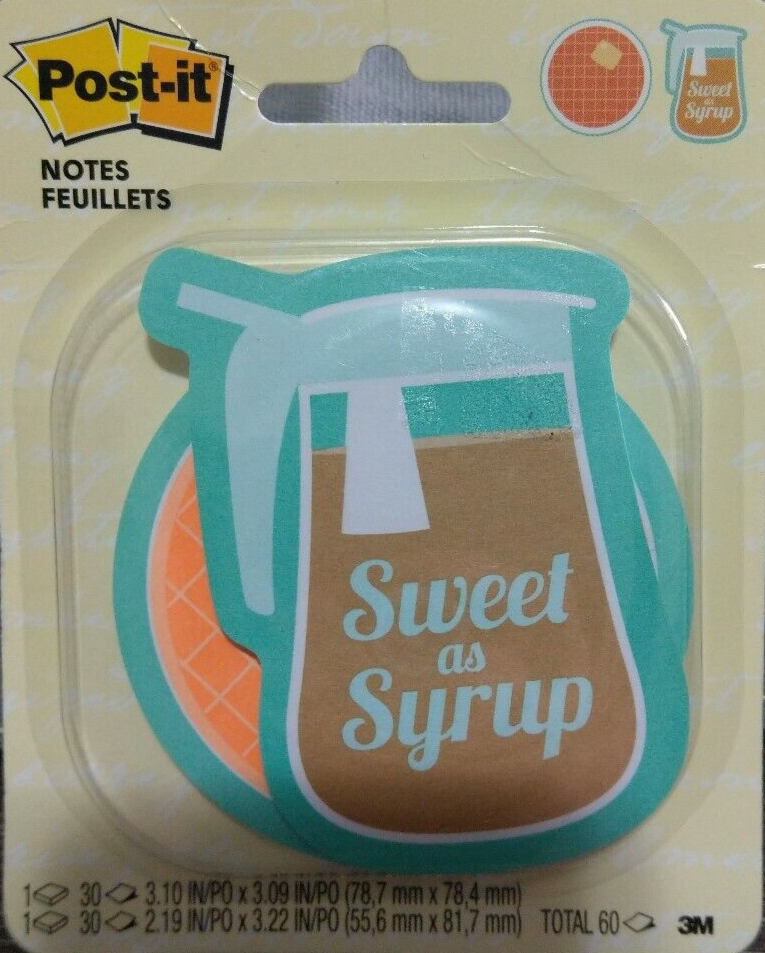 Post-it®
NOTES
FEUILLETS
Sweet
as
Syrup
Sweet
as
Syrup
1 30 3.10 IN/PO x 3.09 IN/PO (78,7 mm x 78,4 mm)
1 30 2.19 IN/PO x 3.22 IN/PO (55,6 mm x 81,7 mm) TOTAL 60 3M